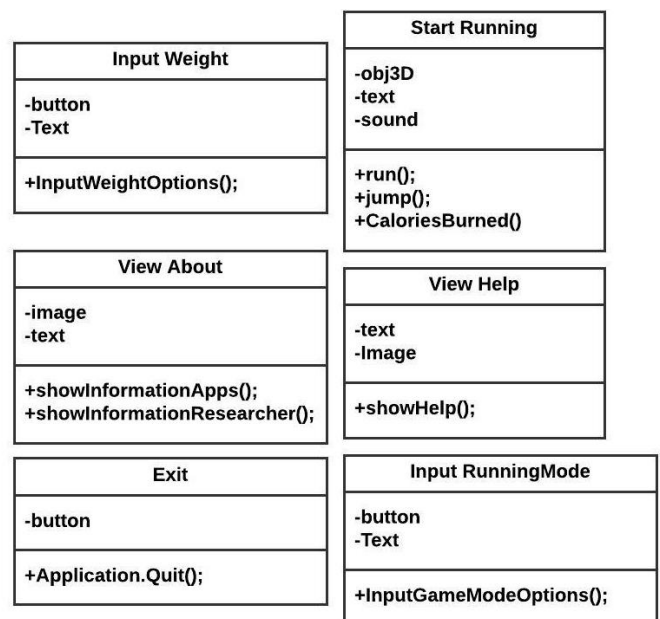 Input Weight
-button
-Text
+InputWeightOptions();
Start Running
-obj3D
-text
-sound
+run();
+jump();
+CaloriesBurned()
View About
-image
-text
+showInformationApps();
+showInformationResearcher();
View Help
-text
-Image
+showHelp();
Exit
-button
+Application.Quit();
Input RunningMode
-button
-Text
+InputGameModeOptions();